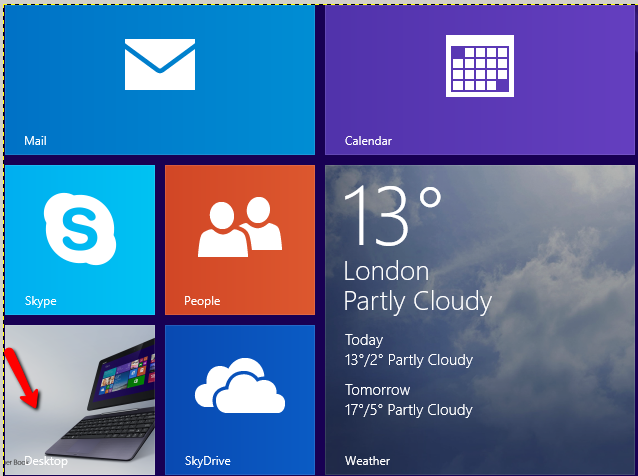 Mail
Calendar
S
Skype
People
13°
London
Partly Cloudy
Today
13°/2° Partly Cloudy
Tomorrow
17°/5° Partly Cloudy
Desktop
SkyDrive
Weather